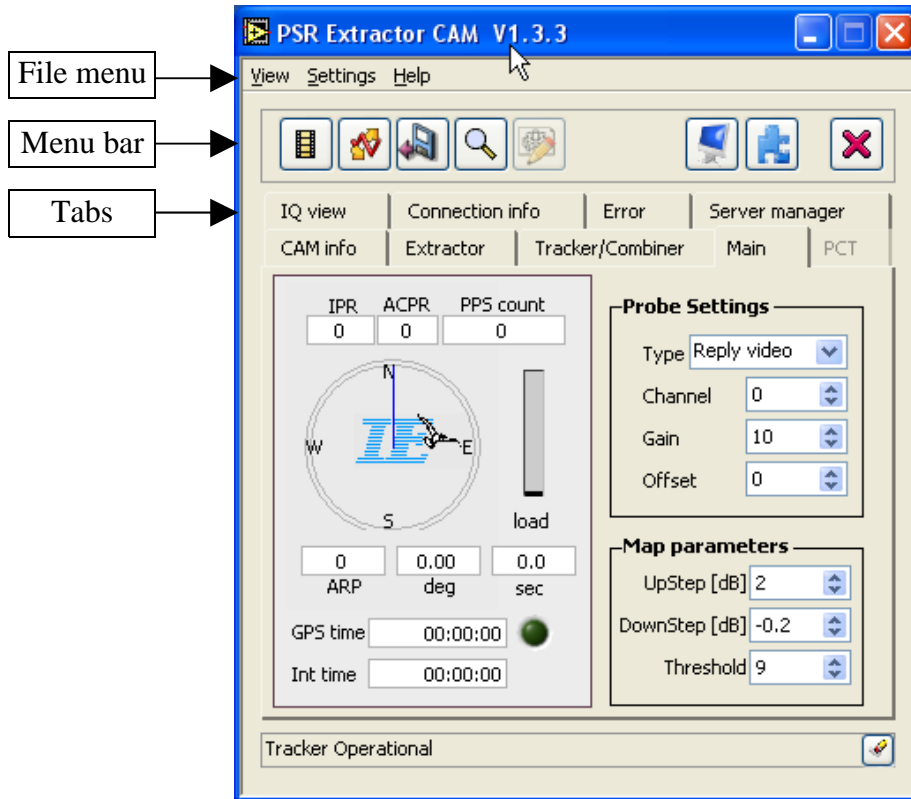 PSR Extractor CAM V1.3.3
File menu
View Settings Help
Menu bar
Tabs
IQ view Connection info Error Server manager
CAM info Extractor Tracker/Combiner Main PCT
IPR ACPR PPS count
0 0 0
N
W
E
S
IE
load
0 0.00 0.0
ARP deg sec
GPS time 00:00:00
Int time 00:00:00
Probe Settings
Type Reply video
Channel 0
Gain 10
Offset 0
Map parameters
UpStep [dB] 2
DownStep [dB] -0.2
Threshold 9
Tracker Operational